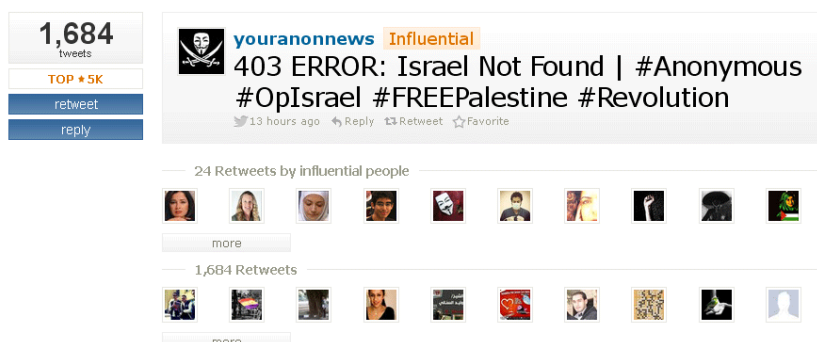 1,684
tweets
TOP ★ 5K
retweet
reply
youranonnews Influential
403 ERROR: Israel Not Found | #Anonymous
#OpIsrael #FREEPalestine #Revolution
13 hours ago Reply Retweet Favorite
24 Retweets by influential people
more
1,684 Retweets
more